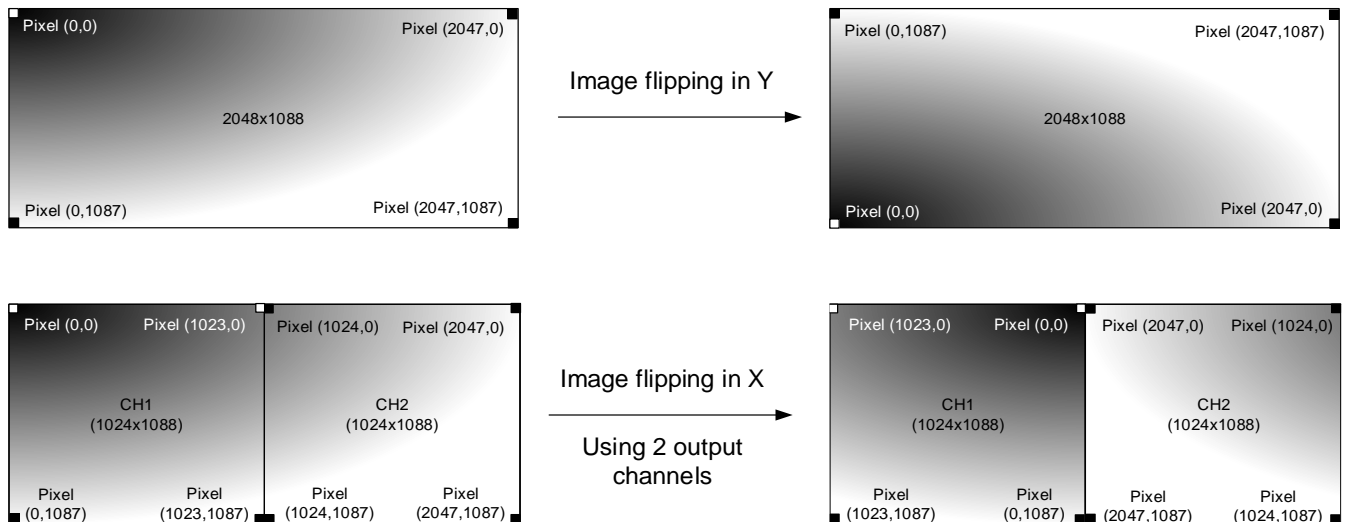 Pixel (0,0)
Pixel (2047,0)
2048x1088
Pixel (0,1087)
Pixel (2047,1087)
Image flipping in Y
Pixel (0,1087)
Pixel (2047,1087)
2048x1088
Pixel (0,0)
Pixel (2047,0)
Pixel (0,0)
Pixel (1023,0)
Pixel (1024,0)
Pixel (2047,0)
CH1
(1024x1088)
CH2
(1024x1088)
Pixel
(0,1087)
Pixel
(1023,1087)
Pixel
(1024,1087)
Pixel
(2047,1087)
Image flipping in X
Using 2 output
channels
Pixel (1023,0)
Pixel (0,0)
Pixel (2047,0)
Pixel (1024,0)
CH1
(1024x1088)
CH2
(1024x1088)
Pixel
(1023,1087)
Pixel
(0,1087)
Pixel
(2047,1087)
Pixel
(1024,1087)